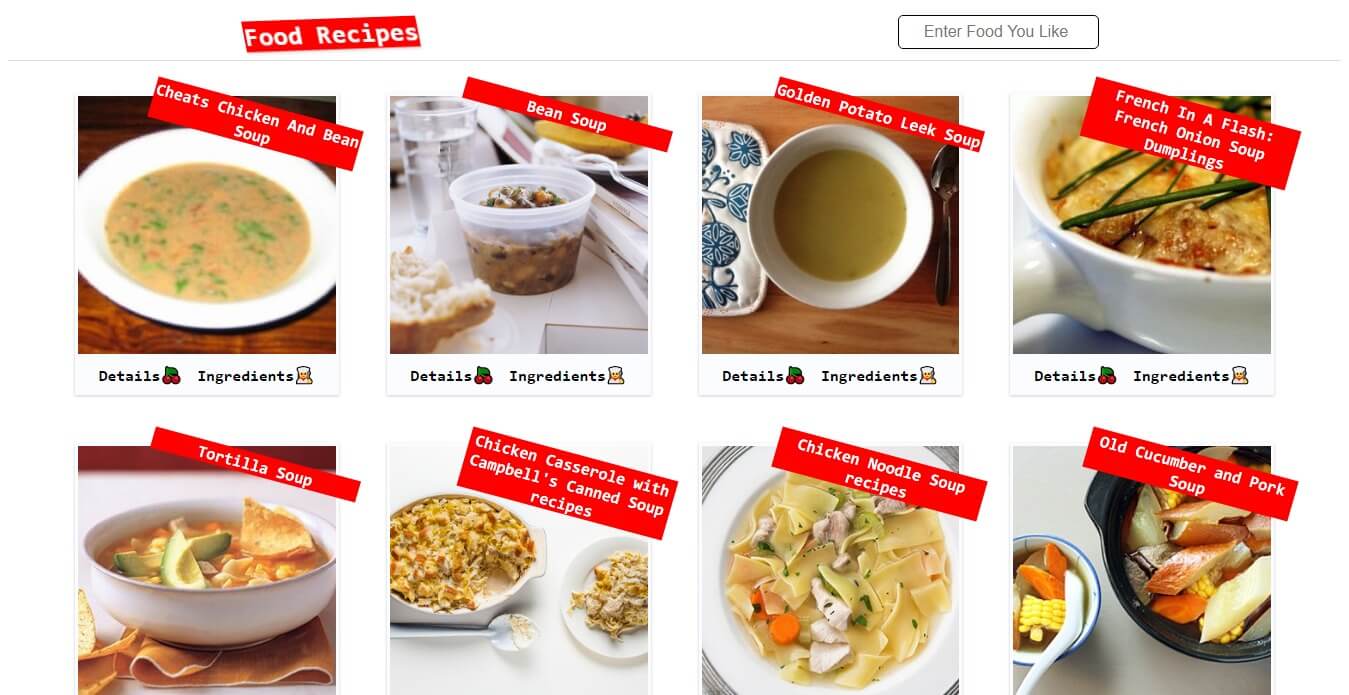 Food Recipes
Enter Food You Like
Cheats Chicken And Bean
Soup
Bean Soup
Golden Potato Leek Soup
French In A Flash:
French Onion Soup
Dumplings
Details Ingredients
Details Ingredients
Details Ingredients
Details Ingredients
Tortilla Soup
Chicken Casserole with
Campbell's Canned Soup
recipes
Chicken Noodle Soup
recipes
Old Cucumber and Pork
Soup